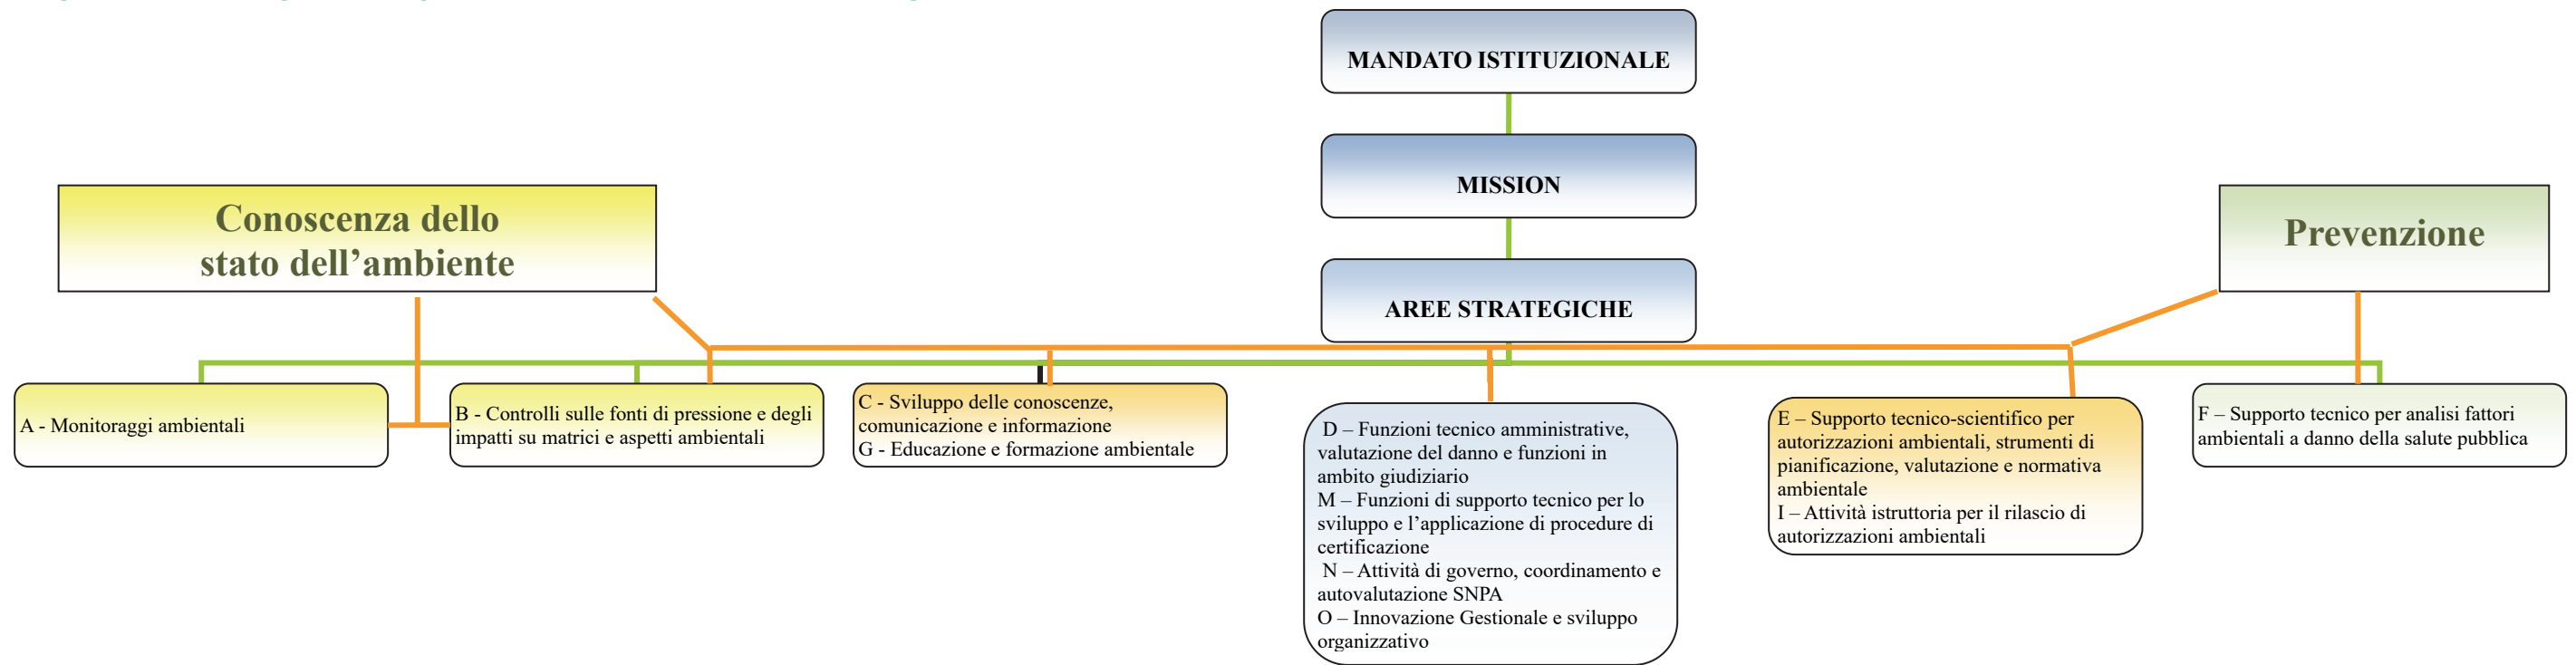 MANDATO ISTITUZIONALE
MISSION
Conoscenza dello
stato dell’ambiente
Prevenzione
AREE STRATEGICHE
A - Monitoraggi ambientali
B - Controlli sulle fonti di pressione e degli
impatti su matrici e aspetti ambientali
C - Sviluppo delle conoscenze,
comunicazione e informazione
G - Educazione e formazione ambientale
D – Funzioni tecnico amministrative,
valutazione del danno e funzioni in
ambito giudiziario
M – Funzioni di supporto tecnico per lo
sviluppo e l’applicazione di procedure di
certificazione
N – Attività di governo, coordinamento e
autovalutazione SNPA
O – Innovazione Gestionale e sviluppo
organizzativo
E – Supporto tecnico-scientifico per
autorizzazioni ambientali, strumenti di
pianificazione, valutazione e normativa
ambientale
I – Attività istruttoria per il rilascio di
autorizzazioni ambientali
F – Supporto tecnico per analisi fattori
ambientali a danno della salute pubblica